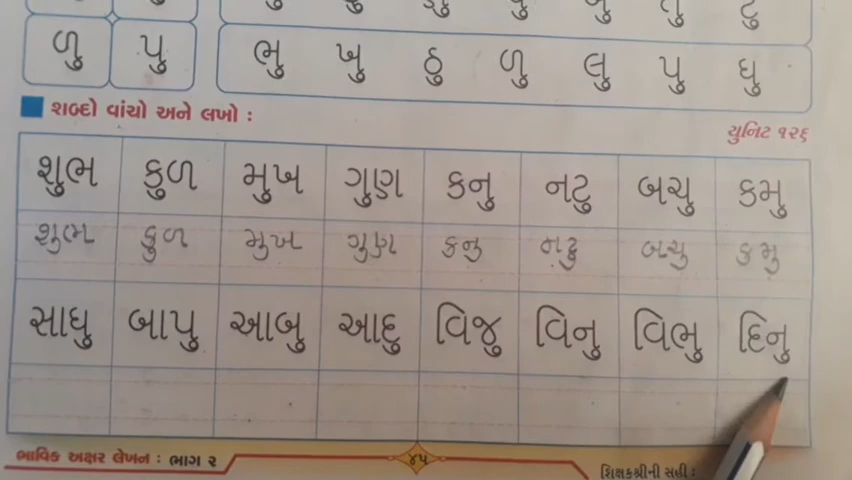 ળુ પુ ભુ ખુ ઠુ ળુ લુ પુ ઘુ
શબ્દો વાંચો અને લખો :
યુનિટ ૧૨૬
શુભ કુળ મુખ ગુણ કનુ નટુ બચુ કમુ
શુભ કુળ મુખ ગુણ કનુ નટુ બચુ કમુ
સાધુ બાપુ આબુ આદુ વિજુ વિનુ વિભુ દિનુ
ભાવિક અક્ષર લેખન : ભાગ ૨ ૪૫ શિક્ષકશ્રીની સહી :